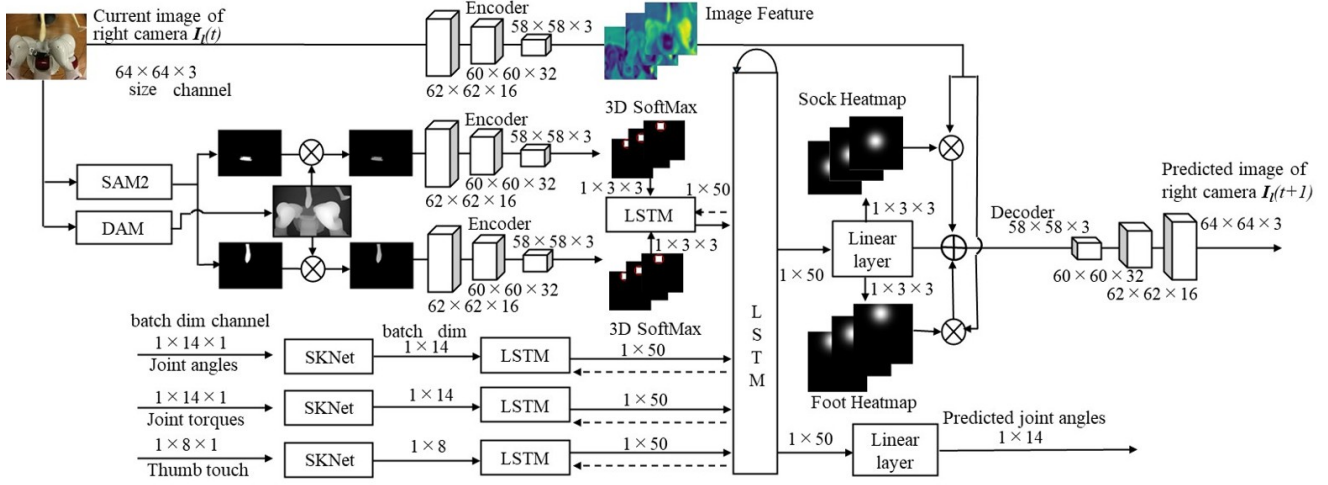 Current image of
right camera Iₗ(t)
64×64×3
size channel
Encoder
58×58×3
60×60×32
62×62×16
Image Feature
SAM2
DAM
Encoder
58×58×3
60×60×32
62×62×16
3D SoftMax
1×3×3
LSTM
1×50
Encoder
58×58×3
60×60×32
62×62×16
1×3×3
3D SoftMax
batch dim channel
1×14×1
Joint angles
SKNet
batch dim
1×14
LSTM
1×50
1×14×1
Joint torques
SKNet
1×14
LSTM
1×50
1×8×1
Thumb touch
SKNet
1×8
LSTM
1×50
LSTM
Sock Heatmap
1×3×3
1×50
Linear
layer
1×3×3
Foot Heatmap
Decoder
58×58×3
60×60×32
62×62×16
Predicted image of
right camera Iₗ(t+1)
64×64×3
1×50
Linear
layer
Predicted joint angles
1×14